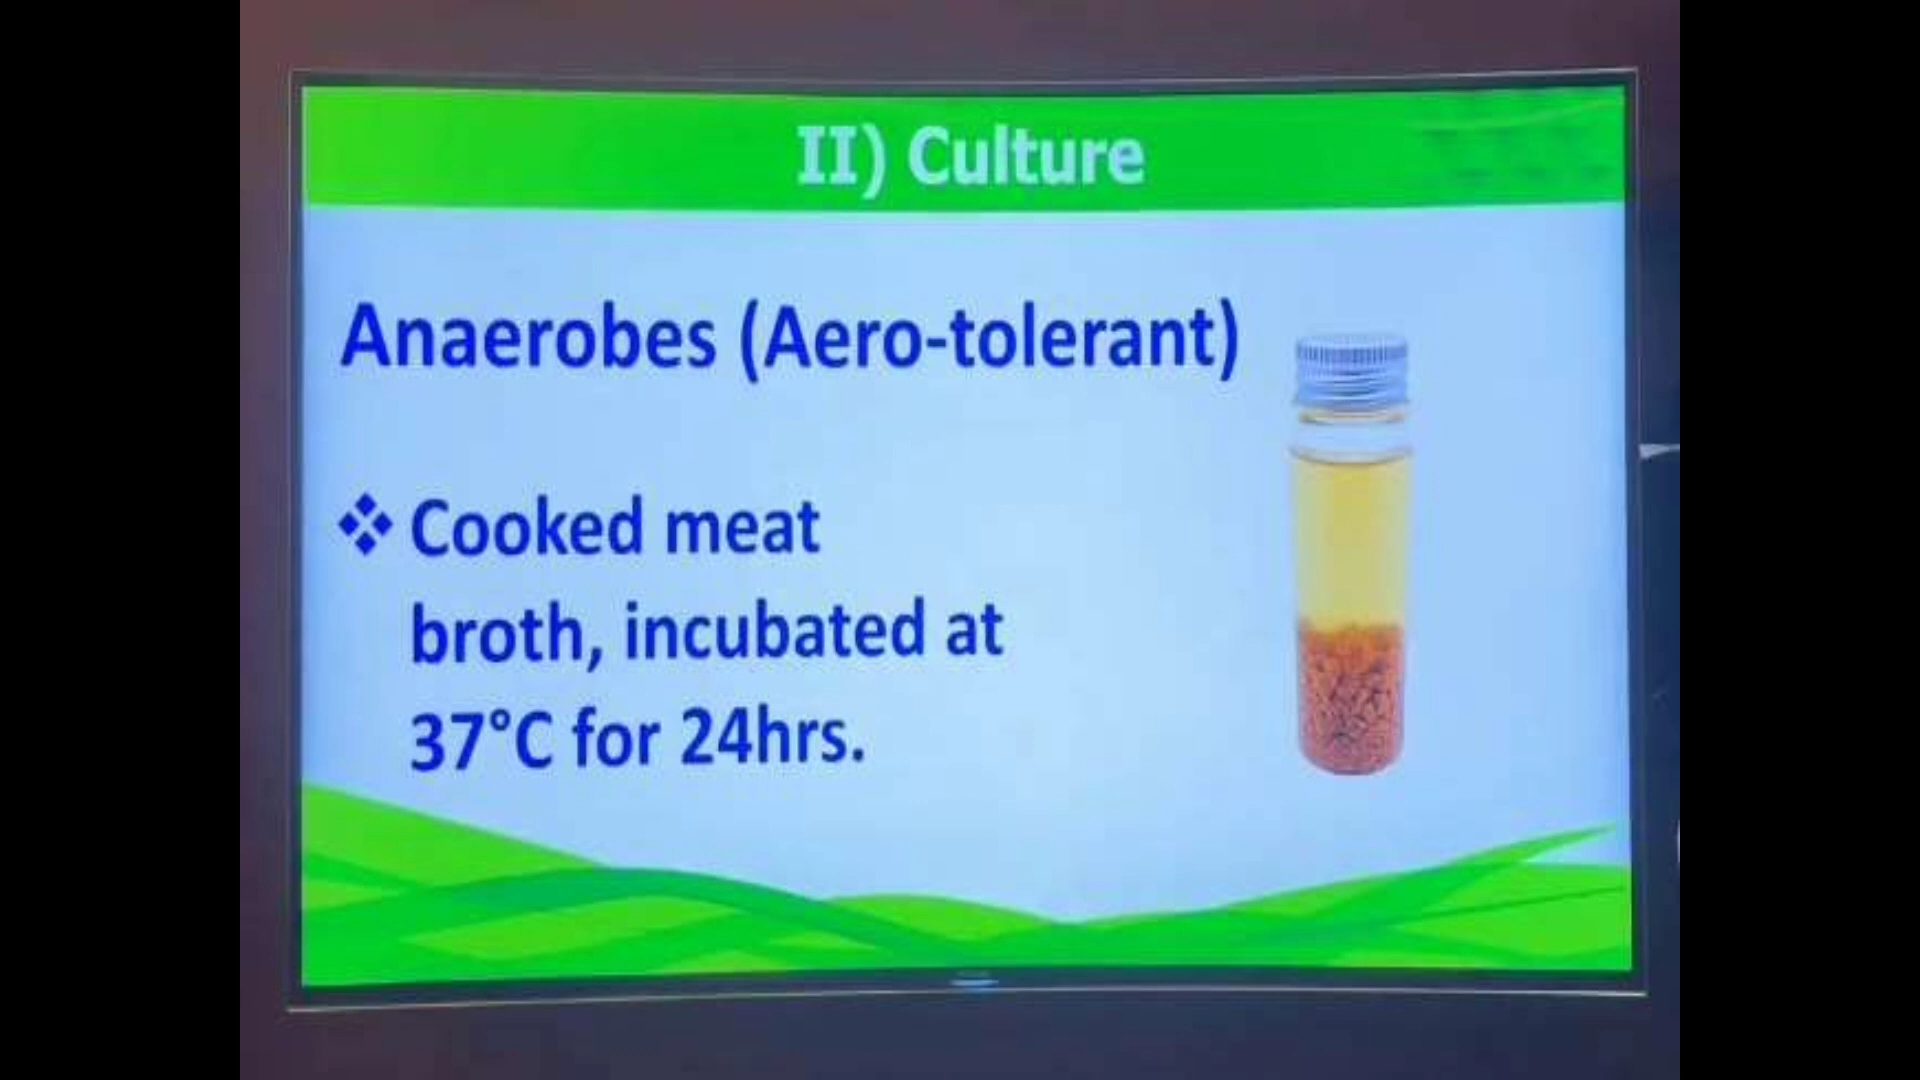 II) Culture
Anaerobes (Aero-tolerant)
❖ Cooked meat
broth, incubated at
37°C for 24hrs.